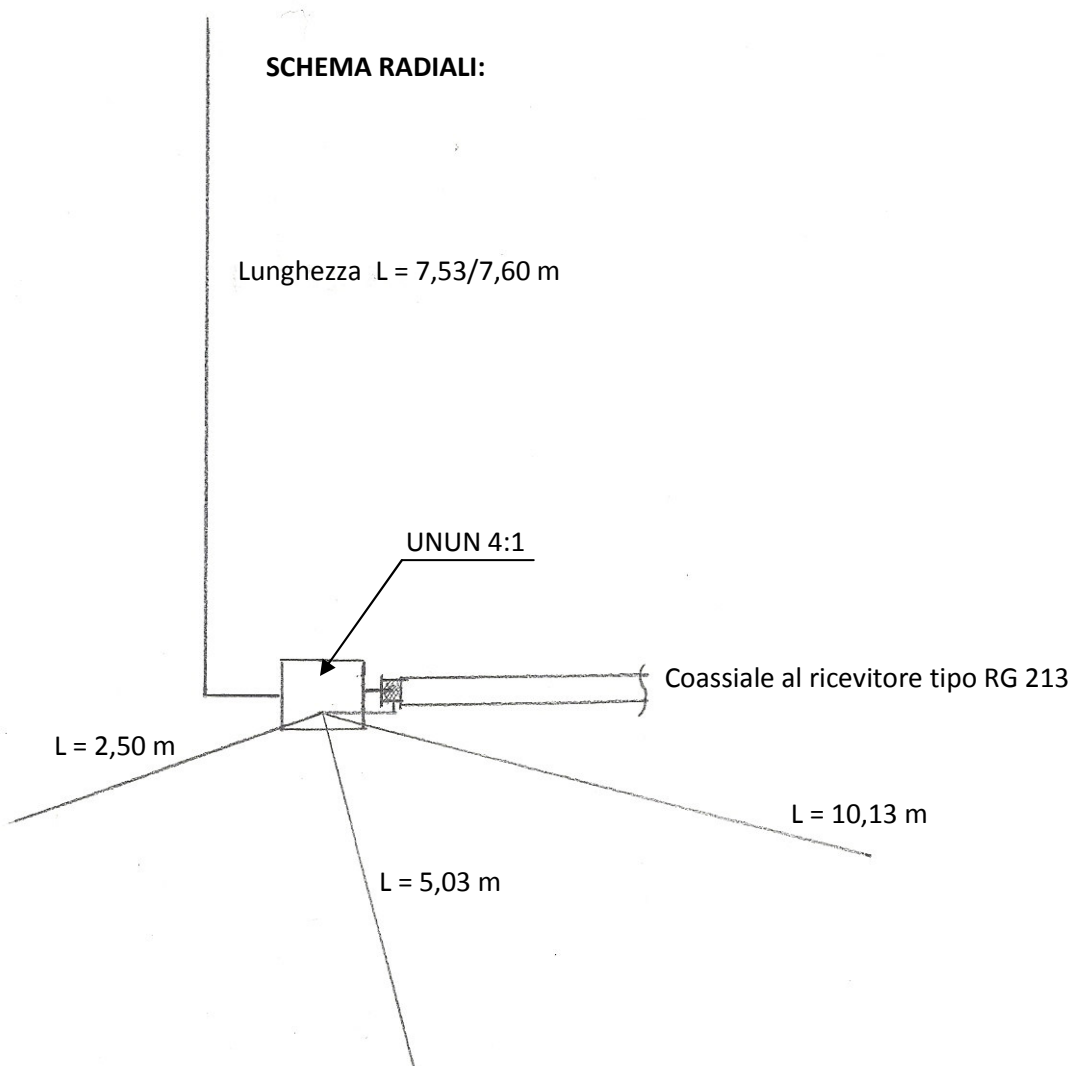 SCHEMA RADIALI:
Lunghezza L = 7,53/7,60 m
UNUN 4:1
Coassiale al ricevitore tipo RG 213
L = 2,50 m
L = 10,13 m
L = 5,03 m